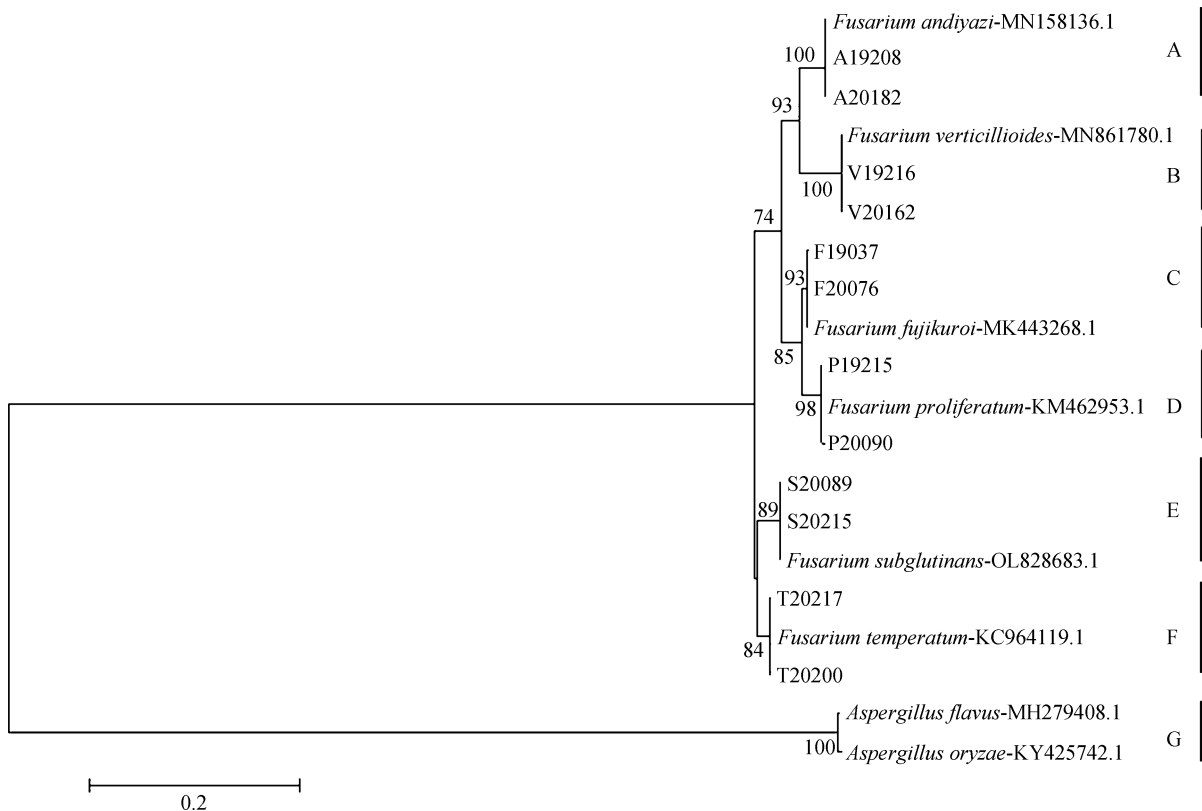 Fusarium andiyazi-MN158136.1
100
A19208
A
A20182
93
Fusarium verticillioides-MN861780.1
V19216
B
100
V20162
74
F19037
93
F20076
C
Fusarium fujikuroi-MK443268.1
85
P19215
98
Fusarium proliferatum-KM462953.1
D
P20090
S20089
89
S20215
E
Fusarium subglutinans-OL828683.1
T20217
Fusarium temperatum-KC964119.1
F
84
T20200
Aspergillus flavus-MH279408.1
G
100
Aspergillus oryzae-KY425742.1
0.2